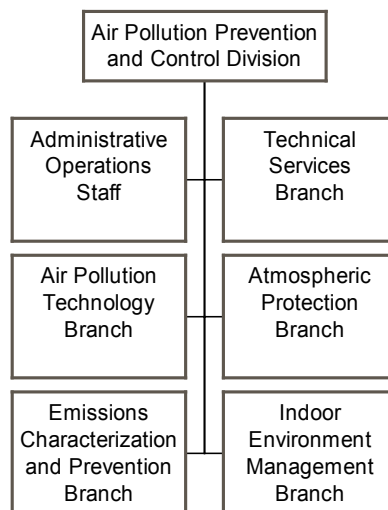 Air Pollution Prevention
and Control Division
Administrative
Operations
Staff
Technical
Services
Branch
Air Pollution
Technology
Branch
Atmospheric
Protection
Branch
Emissions
Characterization
and Prevention
Branch
Indoor
Environment
Management
Branch